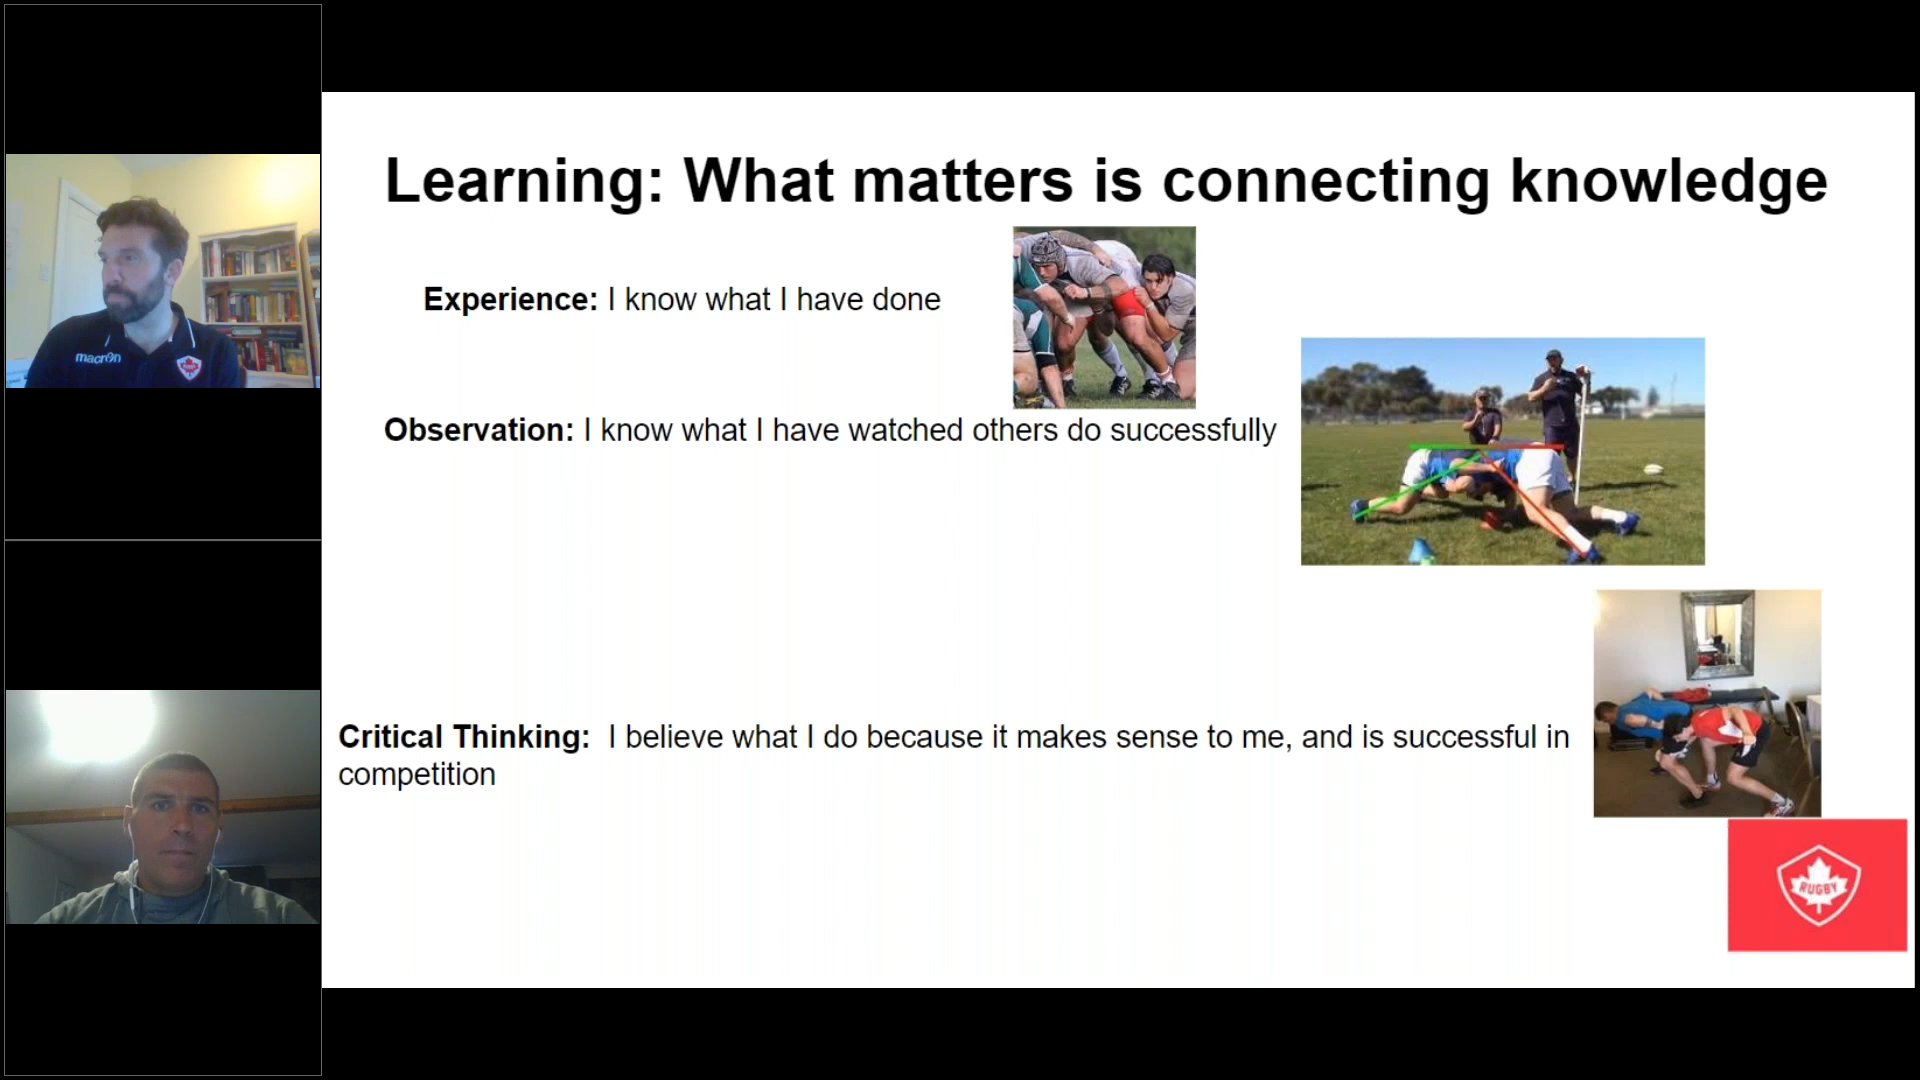 Learning: What matters is connecting knowledge
Experience: I know what I have done
Observation: I know what I have watched others do successfully
Critical Thinking:  I believe what I do because it makes sense to me, and is successful in
competition
macron
RUGBY